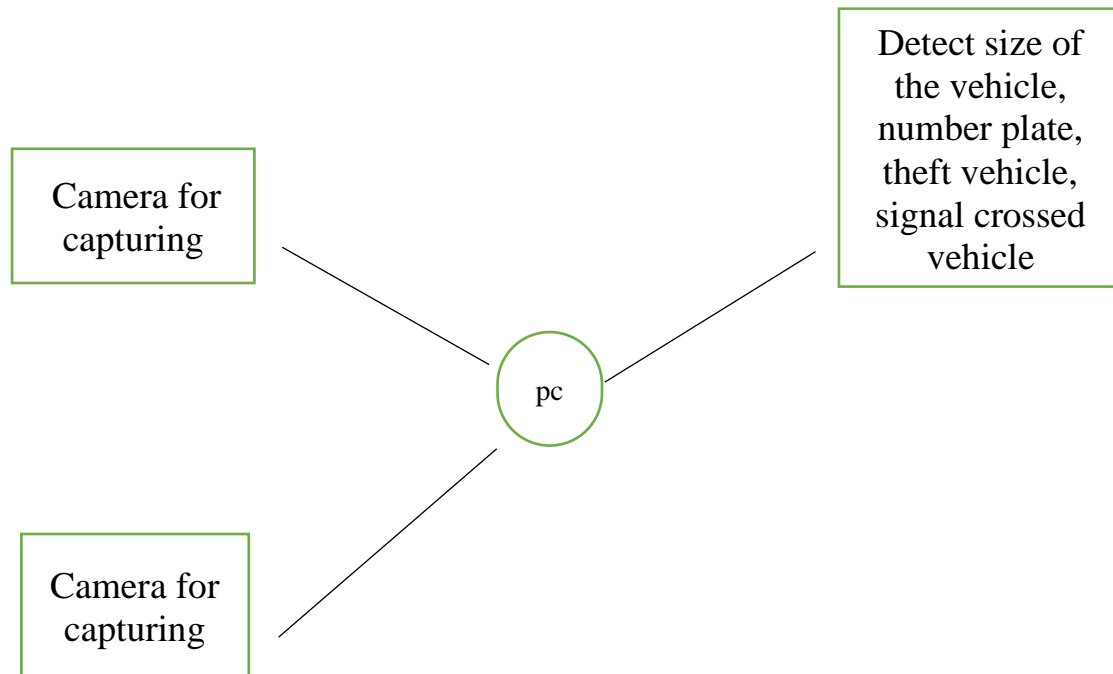 Detect size of
the vehicle,
number plate,
theft vehicle,
signal crossed
vehicle
Camera for
capturing
pc
Camera for
capturing